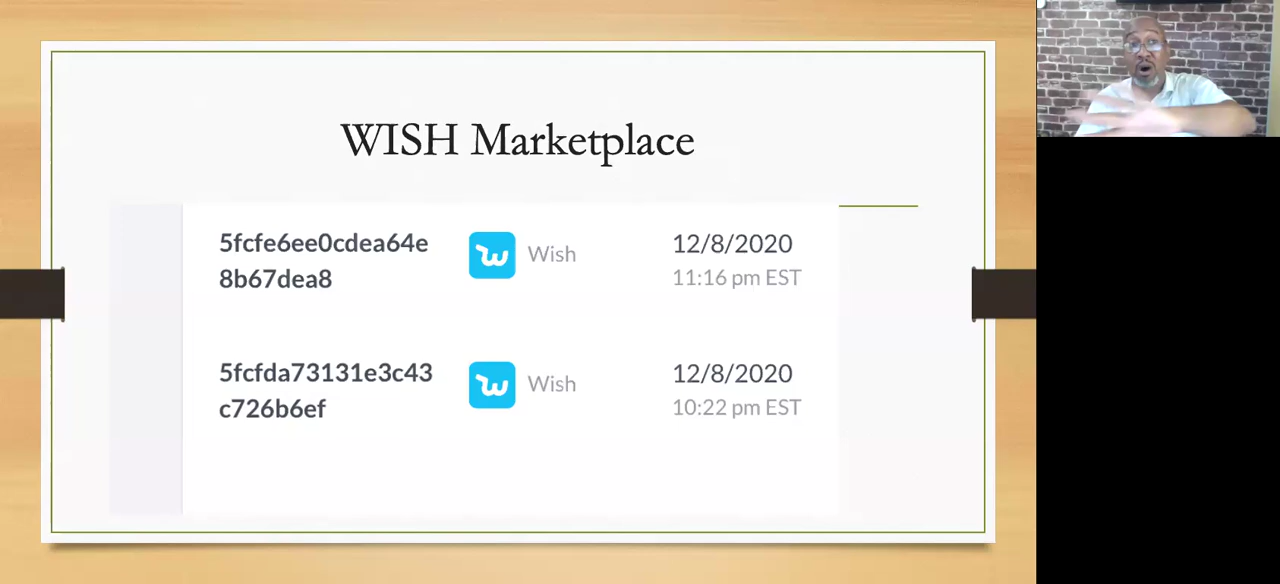 WISH Marketplace
5fcfe6ee0cdea64e
8b67dea8
Wish
12/8/2020
11:16 pm EST
5fcfda73131e3c43
c726b6ef
Wish
12/8/2020
10:22 pm EST